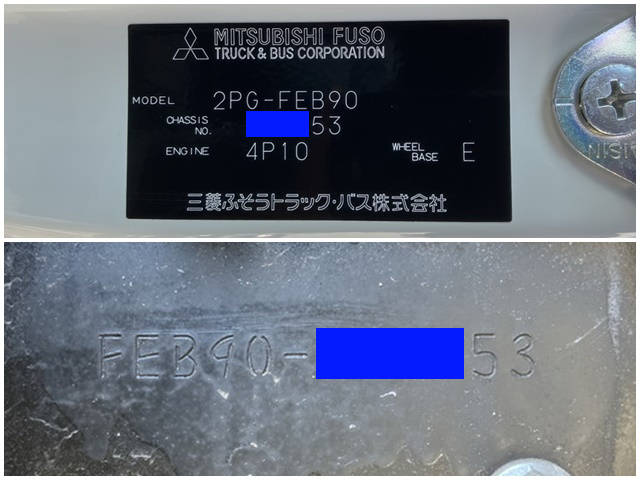 MITSUBISHI FUSO
TRUCK & BUS CORPORATION
MODEL 2PG-FEB90
CHASSIS NO. 53
ENGINE 4P10 WHEEL BASE E
三菱ふそうトラック・バス株式会社
FEB90- 53